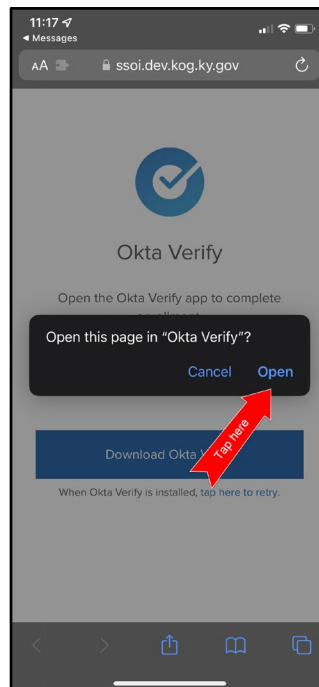 11:17
◀ Messages
AA
ssoi.dev.kog.ky.gov
Okta Verify
Open the Okta Verify app to complete
Open this page in “Okta Verify”?
Cancel
Open
Tap here
Download Okta
When Okta Verify is installed, tap here to retry.